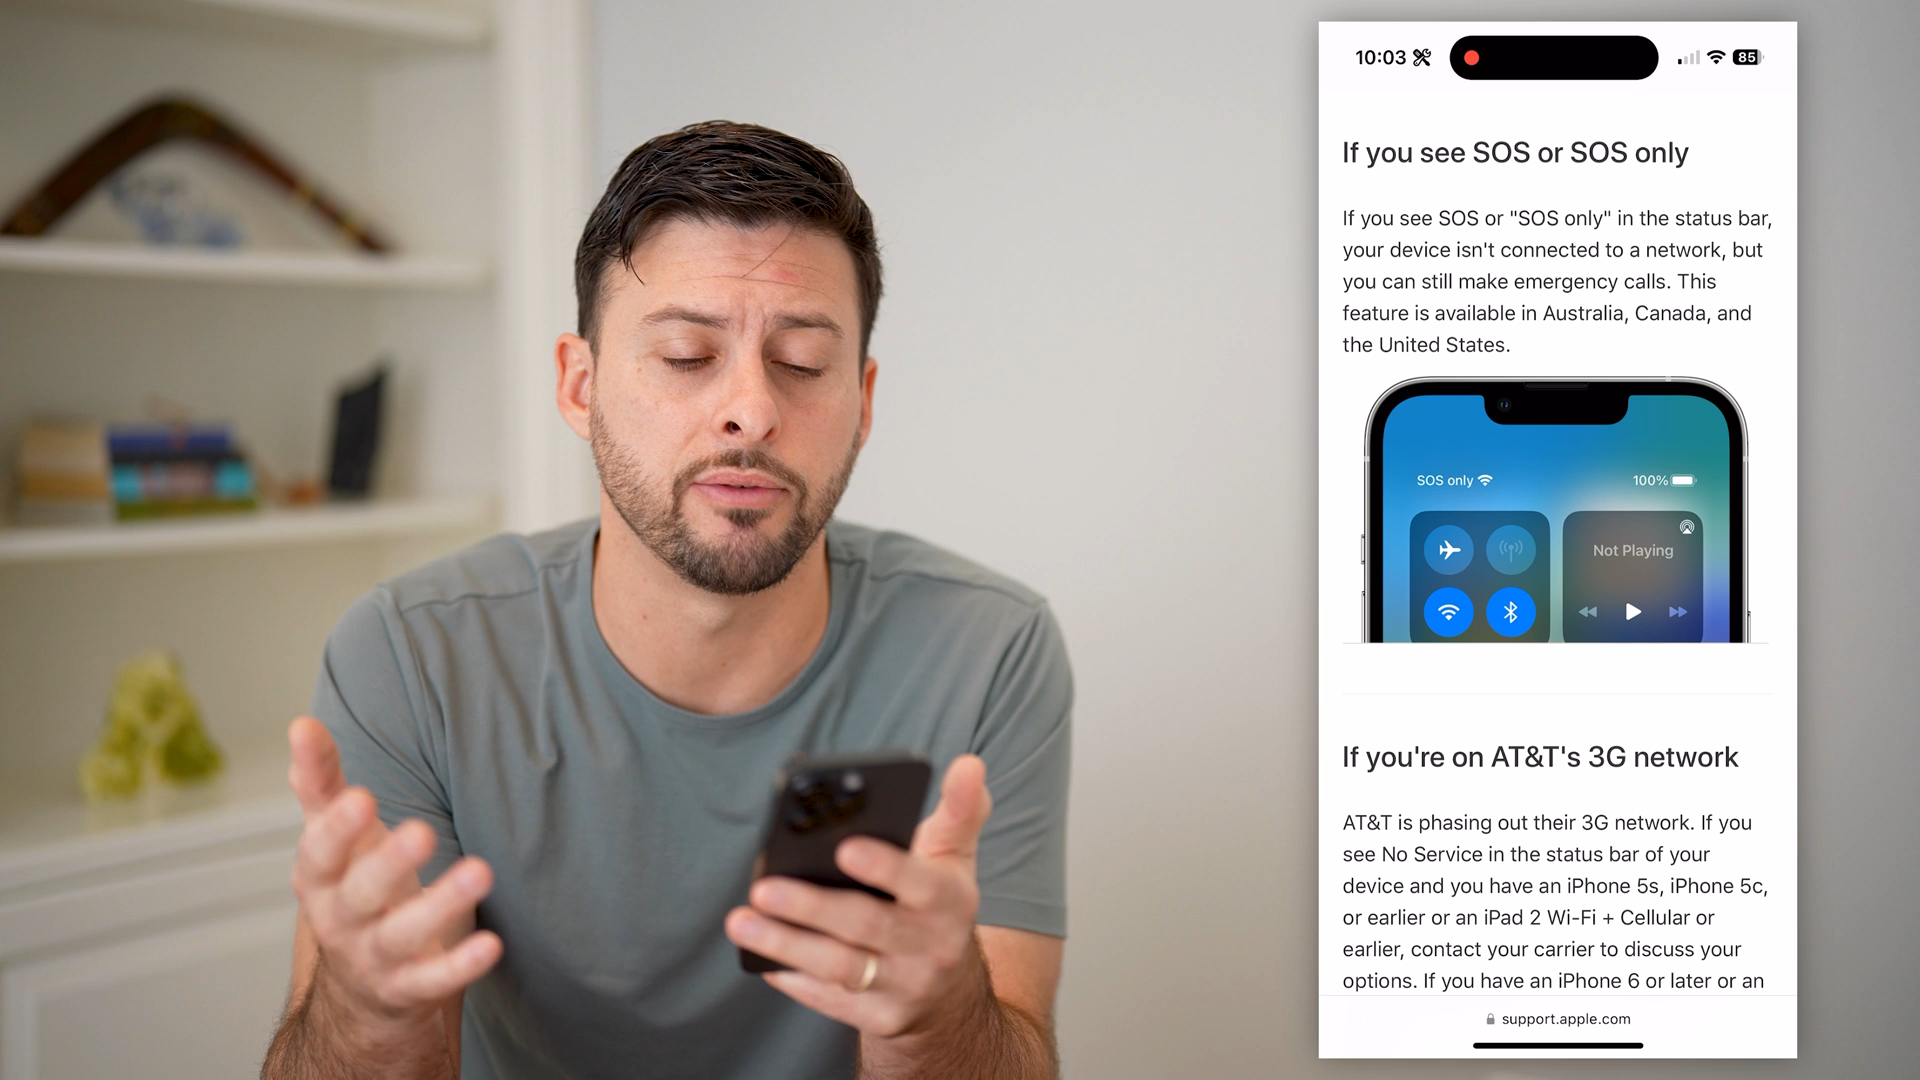 10:03
85
If you see SOS or SOS only
If you see SOS or "SOS only" in the status bar,
your device isn't connected to a network, but
you can still make emergency calls. This
feature is available in Australia, Canada, and
the United States.
SOS only
100%
Not Playing
If you're on AT&T's 3G network
AT&T is phasing out their 3G network. If you
see No Service in the status bar of your
device and you have an iPhone 5s, iPhone 5c,
or earlier or an iPad 2 Wi-Fi + Cellular or
earlier, contact your carrier to discuss your
options. If you have an iPhone 6 or later or an
support.apple.com